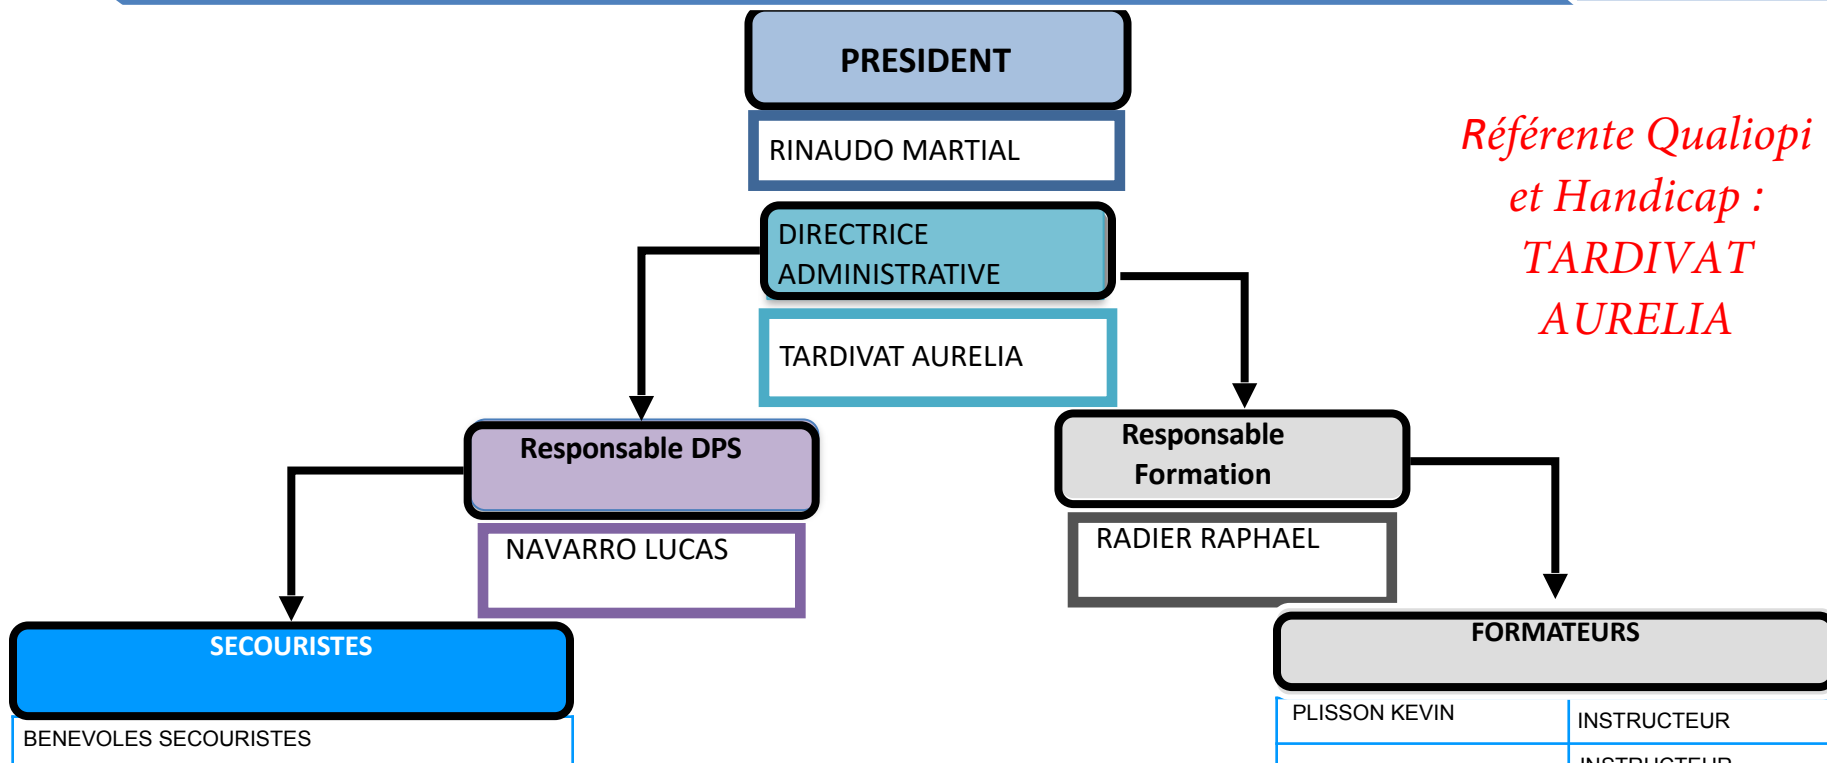 PRESIDENT
RINAUDO MARTIAL
Référente Qualiopi
et Handicap :
TARDIVAT
AURELIA
DIRECTRICE
ADMINISTRATIVE
TARDIVAT AURELIA
Responsable DPS
NAVARRO LUCAS
Responsable
Formation
RADIER RAPHAEL
SECOURISTES
BENEVOLES SECOURISTES
FORMATEURS
PLISSON KEVIN
INSTRUCTEUR
INSTRUCTEUR